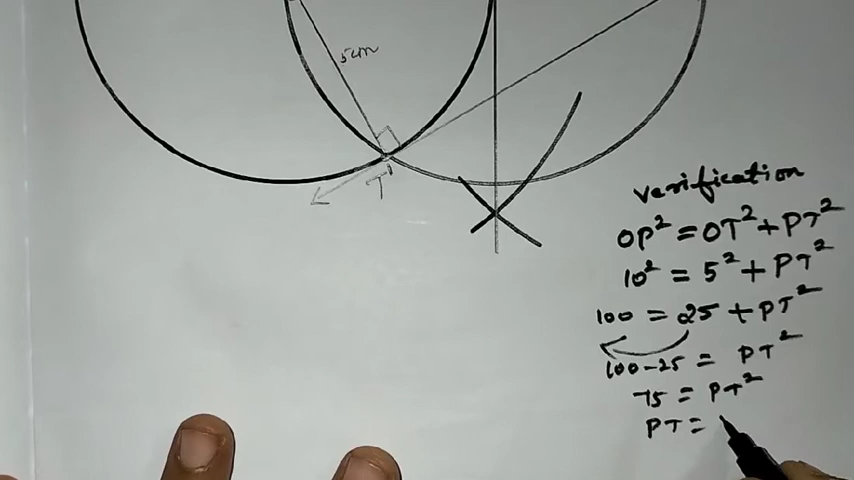 5cm
T'
verification
OP² = OT² + PT²
10² = 5² + PT²
100 = 25 + PT²
100-25 = PT²
75 = PT²
PT =